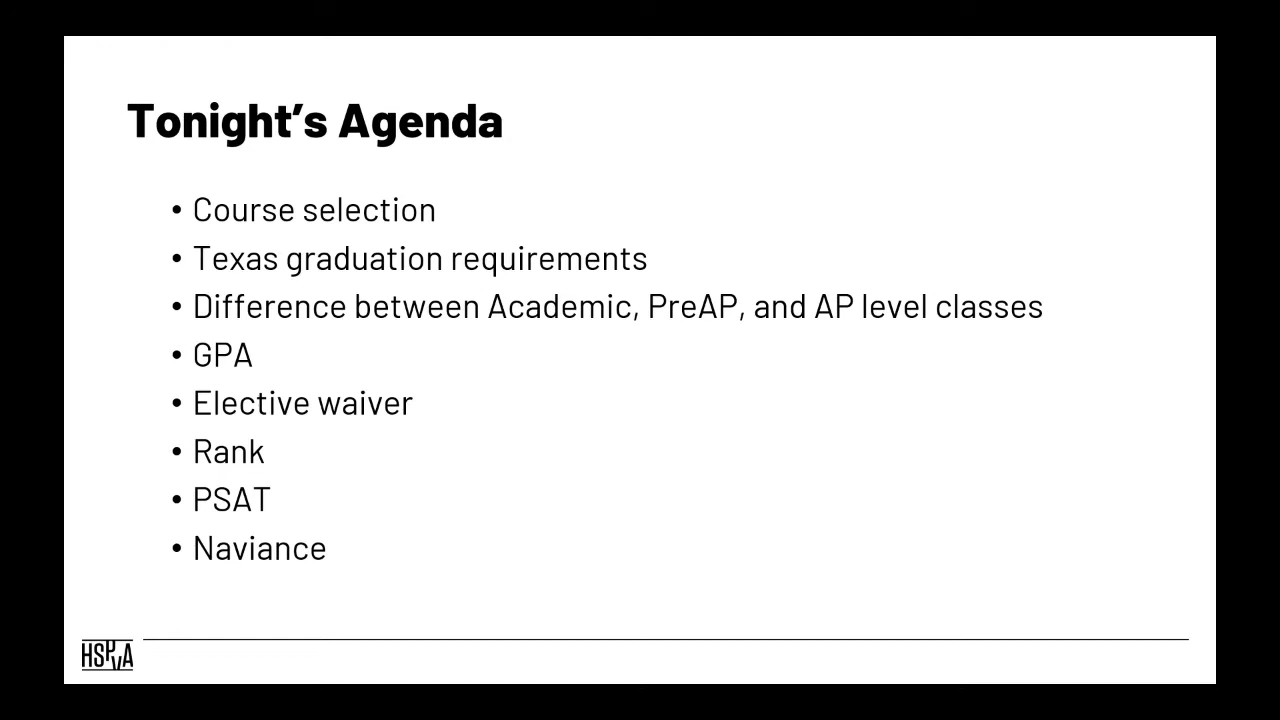 Tonight’s Agenda
• Course selection
• Texas graduation requirements
• Difference between Academic, PreAP, and AP level classes
• GPA
• Elective waiver
• Rank
• PSAT
• Naviance
HSPVA